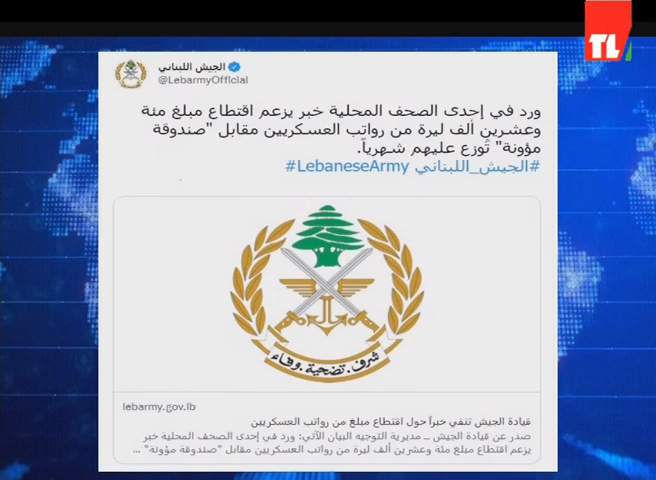 TL
الجيش اللبناني
@LebarmyOfficial
ورد في إحدى الصحف المحلية خبر يزعم اقتطاع مبلغ مئة
وعشرين ألف ليرة من رواتب العسكريين مقابل "صندوقة
مؤونة" تُوزع عليهم شهرياً.
#الجيش_اللبناني #LebaneseArmy
شرف.تضحية.وفاء
lebarmy.gov.lb
قيادة الجيش تنفي خبراً حول اقتطاع مبلغ من رواتب العسكريين
صدر عن قيادة الجيش – مديرية التوجيه البيان الآتي: ورد في إحدى الصحف المحلية خبر
يزعم اقتطاع مبلغ مئة وعشرين ألف ليرة من رواتب العسكريين مقابل "صندوقة مؤونة" ...